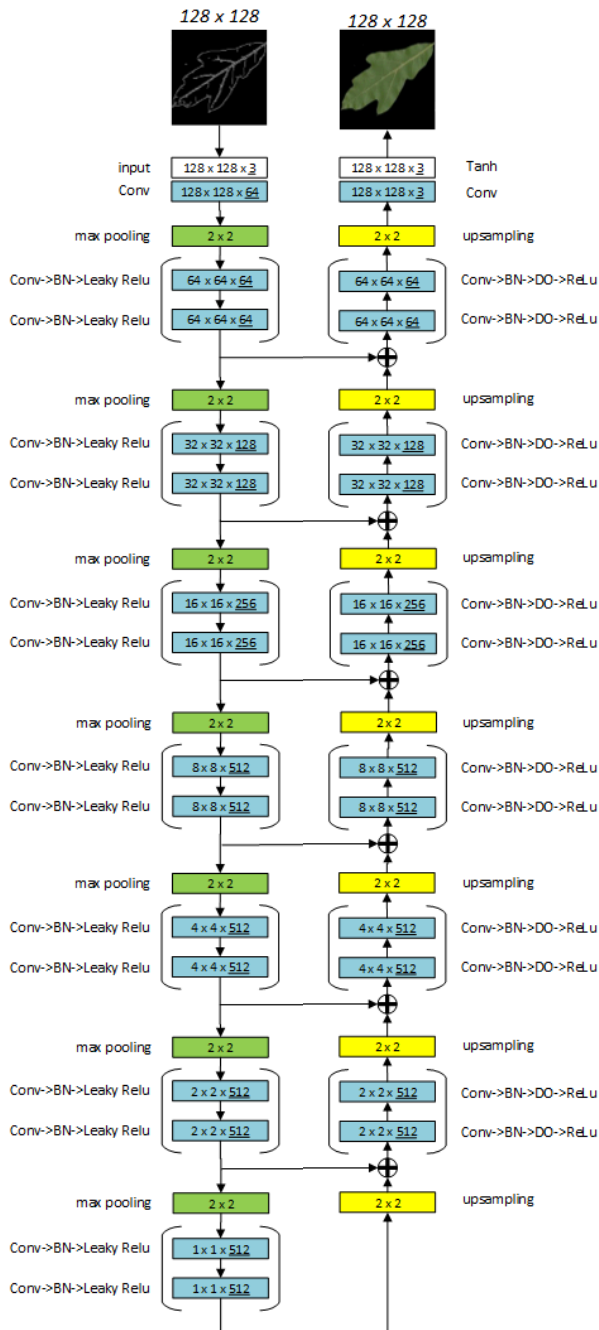 128 x 128 128 x 128
input 128 x 128 x 3 128 x 128 x 3 Tanh
Conv 128 x 128 x 64 128 x 128 x 3 Conv
max pooling 2 x 2 2 x 2 upsampling
Conv->BN->Leaky Relu 64 x 64 x 64 64 x 64 x 64 Conv->BN->DO->ReLu
Conv->BN->Leaky Relu 64 x 64 x 64 64 x 64 x 64 Conv->BN->DO->ReLu
max pooling 2 x 2 2 x 2 upsampling
Conv->BN->Leaky Relu 32 x 32 x 128 32 x 32 x 128 Conv->BN->DO->ReLu
Conv->BN->Leaky Relu 32 x 32 x 128 32 x 32 x 128 Conv->BN->DO->ReLu
max pooling 2 x 2 2 x 2 upsampling
Conv->BN->Leaky Relu 16 x 16 x 256 16 x 16 x 256 Conv->BN->DO->ReLu
Conv->BN->Leaky Relu 16 x 16 x 256 16 x 16 x 256 Conv->BN->DO->ReLu
max pooling 2 x 2 2 x 2 upsampling
Conv->BN->Leaky Relu 8 x 8 x 512 8 x 8 x 512 Conv->BN->DO->ReLu
Conv->BN->Leaky Relu 8 x 8 x 512 8 x 8 x 512 Conv->BN->DO->ReLu
max pooling 2 x 2 2 x 2 upsampling
Conv->BN->Leaky Relu 4 x 4 x 512 4 x 4 x 512 Conv->BN->DO->ReLu
Conv->BN->Leaky Relu 4 x 4 x 512 4 x 4 x 512 Conv->BN->DO->ReLu
max pooling 2 x 2 2 x 2 upsampling
Conv->BN->Leaky Relu 2 x 2 x 512 2 x 2 x 512 Conv->BN->DO->ReLu
Conv->BN->Leaky Relu 2 x 2 x 512 2 x 2 x 512 Conv->BN->DO->ReLu
max pooling 2 x 2 2 x 2 upsampling
Conv->BN->Leaky Relu 1 x 1 x 512
Conv->BN->Leaky Relu 1 x 1 x 512